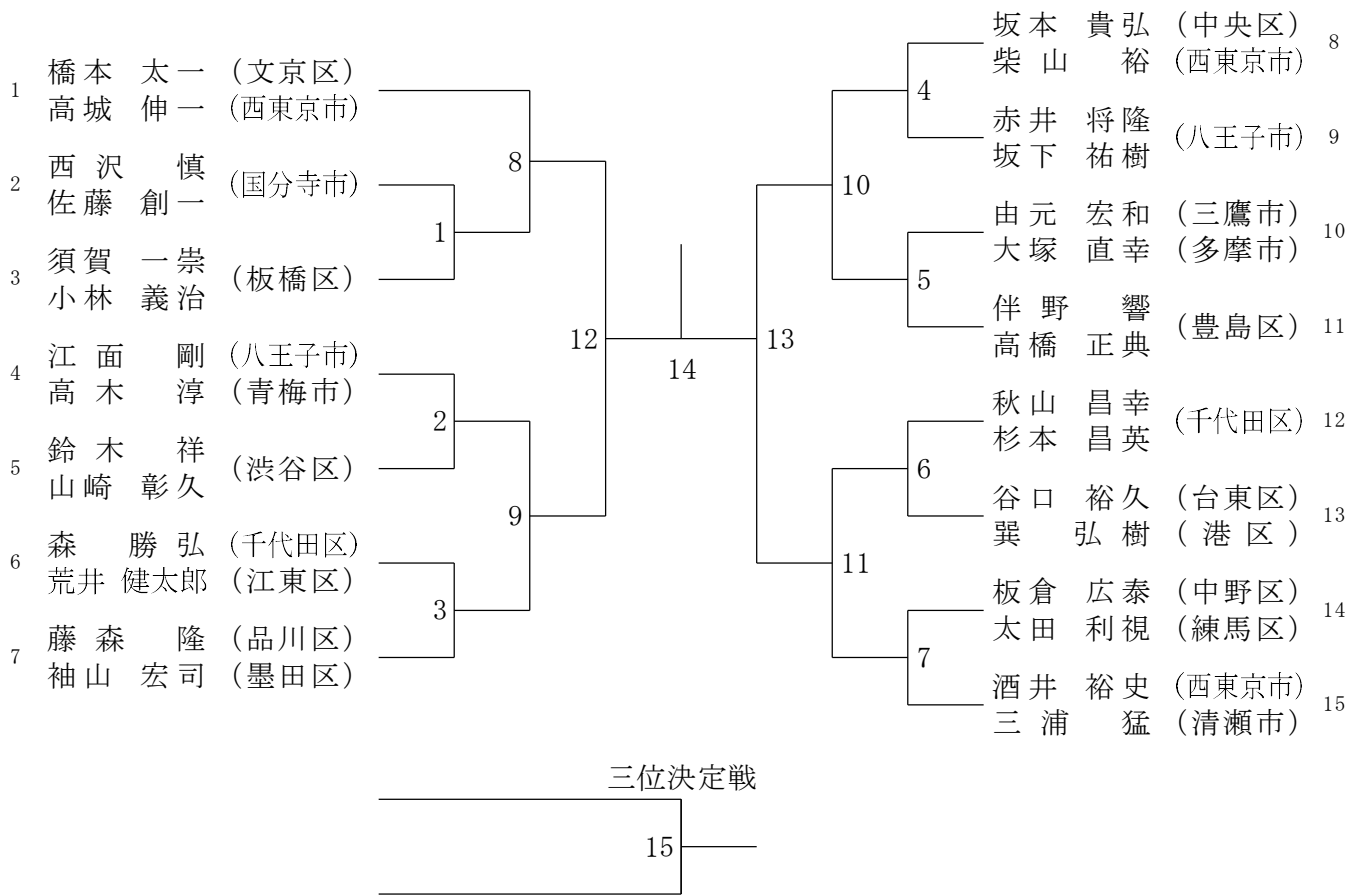 1 橋本 太一 (文京区)
高城 伸一 (西東京市)
2 西沢 慎 (国分寺市)
佐藤 創一
3 須賀 一崇 (板橋区)
小林 義治
4 江面 剛 (八王子市)
高木 淳 (青梅市)
5 鈴木 祥 (渋谷区)
山崎 彰久
6 森 勝弘 (千代田区)
荒井 健太郎 (江東区)
7 藤森 隆 (品川区)
袖山 宏司 (墨田区)
8
1
2
9
3
12
14
13
10
4
5
11
6
7
坂本 貴弘 (中央区) 8
柴山 裕 (西東京市)
赤井 将隆 (八王子市) 9
坂下 祐樹
由元 宏和 (三鷹市) 10
大塚 直幸 (多摩市)
伴野 響 (豊島区) 11
高橋 正典
秋山 昌幸 (千代田区) 12
杉本 昌英
谷口 裕久 (台東区) 13
巽 弘樹 (港区)
板倉 広泰 (中野区) 14
太田 利視 (練馬区)
酒井 裕史 (西東京市) 15
三浦 猛 (清瀬市)
三位決定戦
15